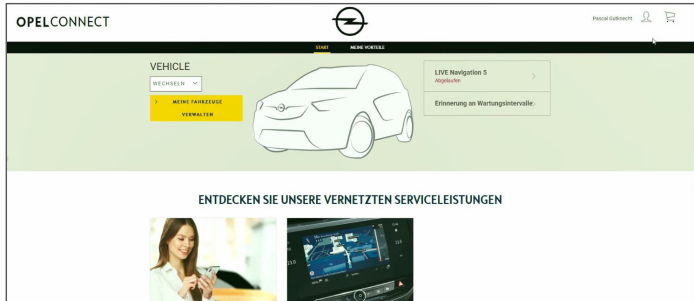 OPELCONNECT
Pascal Gutknecht
START MEINE VORTEILE
VEHICLE
WECHSELN
MEINE FAHRZEUGE
VERWALTEN
LIVE Navigation 5
Abgelaufen
Erinnerung an Wartungsintervalle
ENTDECKEN SIE UNSERE VERNETZTEN SERVICELEISTUNGEN